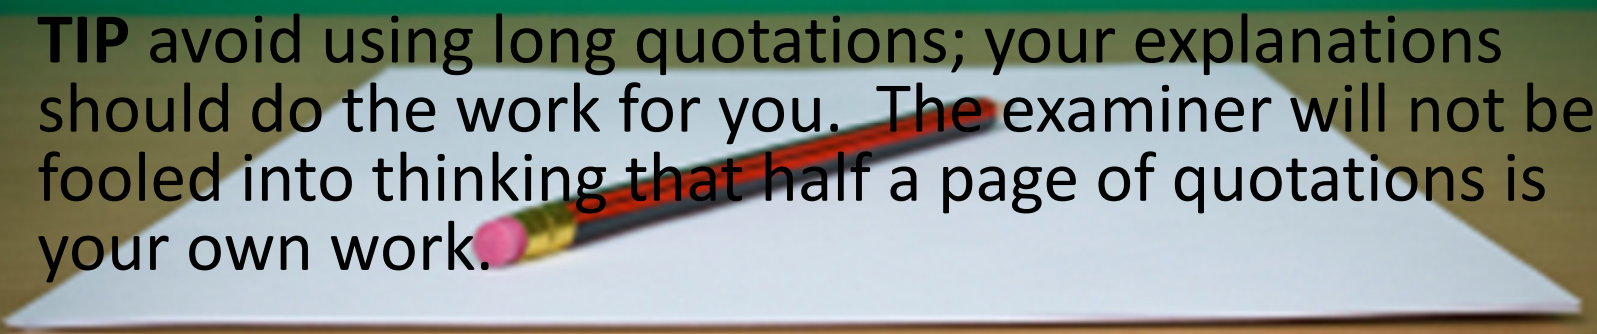 TIP avoid using long quotations; your explanations
should do the work for you.  The examiner will not be
fooled into thinking that half a page of quotations is
your own work.